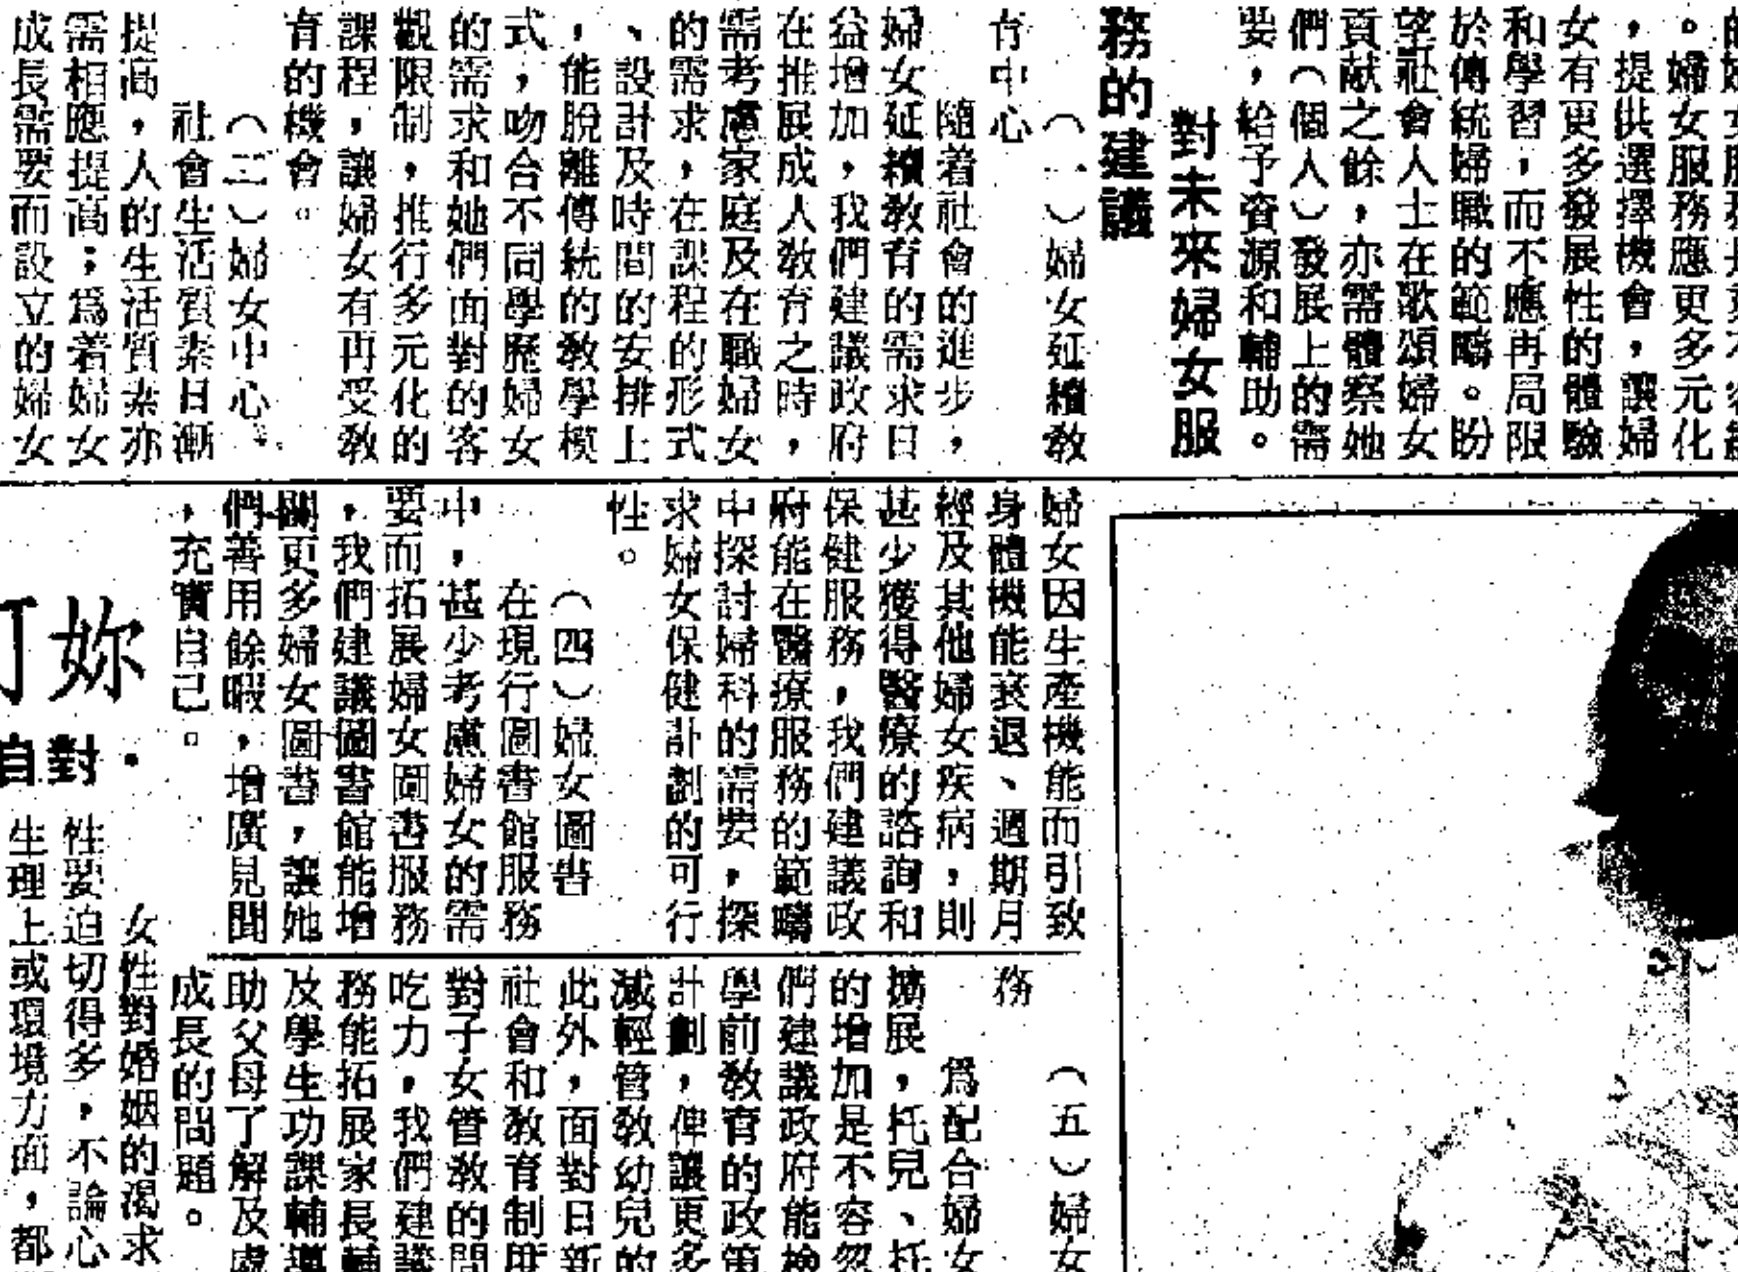 。婦女服務應更多元化
，提供選擇機會，讓婦
女有更多發展性的體驗
和學習，而不應再局限
於傳統婦職的範疇。盼
望社會人士在歌頌婦女
貢献之餘，亦需體察她
們（個人）發展上的需
要，給予資源和輔助。
對未來婦女服
務的建議
（一）婦女延續教
育中心
隨着社會的進步，
婦女延續教育的需求日
益增加，我們建議政府
在推展成人教育之時，
需考慮家庭及在職婦女
的需求，在課程的形式
、設計及時間的安排上
，能脫離傳統的教學模
式，吻合不同學歷婦女
的需求和她們面對的客
觀限制，推行多元化的
課程，讓婦女有再受教
育的機會。
（二）婦女中心
社會生活質素日漸
提高，人的生活質素亦
需相應提高；爲着婦女
成長需要而設立的婦女
婦女因生產機能而引致
身體機能衰退、週期月
經及其他婦女疾病，則
甚少獲得醫療的諮詢和
保健服務，我們建議政
府能在醫療服務的範疇
中探討婦科的需要，探
求婦女保健計劃的可行
性。
（四）婦女圖書
在現行圖書館服務
中，甚少考慮婦女的需
要而拓展婦女圖書服務
，我們建議圖書館能增
關更多婦女圖書，讓她
們善用餘暇，增廣見聞
，充實自己。
（五）婦女
務
爲配合婦女
擴展，托兒、托
的增加是不容忽
們建議政府能檢
學前教育的政策
計劃，俾讓更多
減輕管教幼兒的
此外，面對日新
社會和教育制度
對子女管教的問
吃力，我們建議
務能拓展家長輔
及學生功課輔導
助父母了解及處
成長的問題。
妳
對自
女性對婚姻的渴求
性要迫切得多，不論心
生理上或環境方面，都